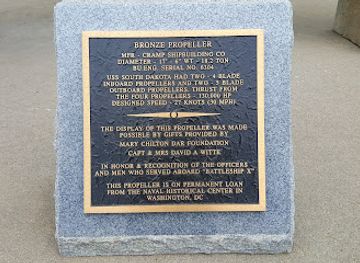 BRONZE PROPELLER
MFR - CRAMP SHIPBUILDING CO
DIAMETER - 17' - 6" WT - 18.2 TON
BU ENG. SERIAL NO. 6304
USS SOUTH DAKOTA HAD TWO - 4 BLADE
INBOARD PROPELLERS AND TWO - 3 BLADE
OUTBOARD PROPELLERS. THRUST FROM
THE FOUR PROPELLERS - 130,000 HP
DESIGNED SPEED - 27 KNOTS (30 MPH).
THE DISPLAY OF THIS PROPELLER WAS MADE
POSSIBLE BY GIFTS PROVIDED BY
MARY CHILTON DAR FOUNDATION
CAPT & MRS DAVID A WITTE
IN HONOR & RECOGNITION OF THE OFFICERS
AND MEN WHO SERVED ABOARD "BATTLESHIP X"
THIS PROPELLER IS ON PERMANENT LOAN
FROM THE NAVAL HISTORICAL CENTER IN
WASHINGTON, DC